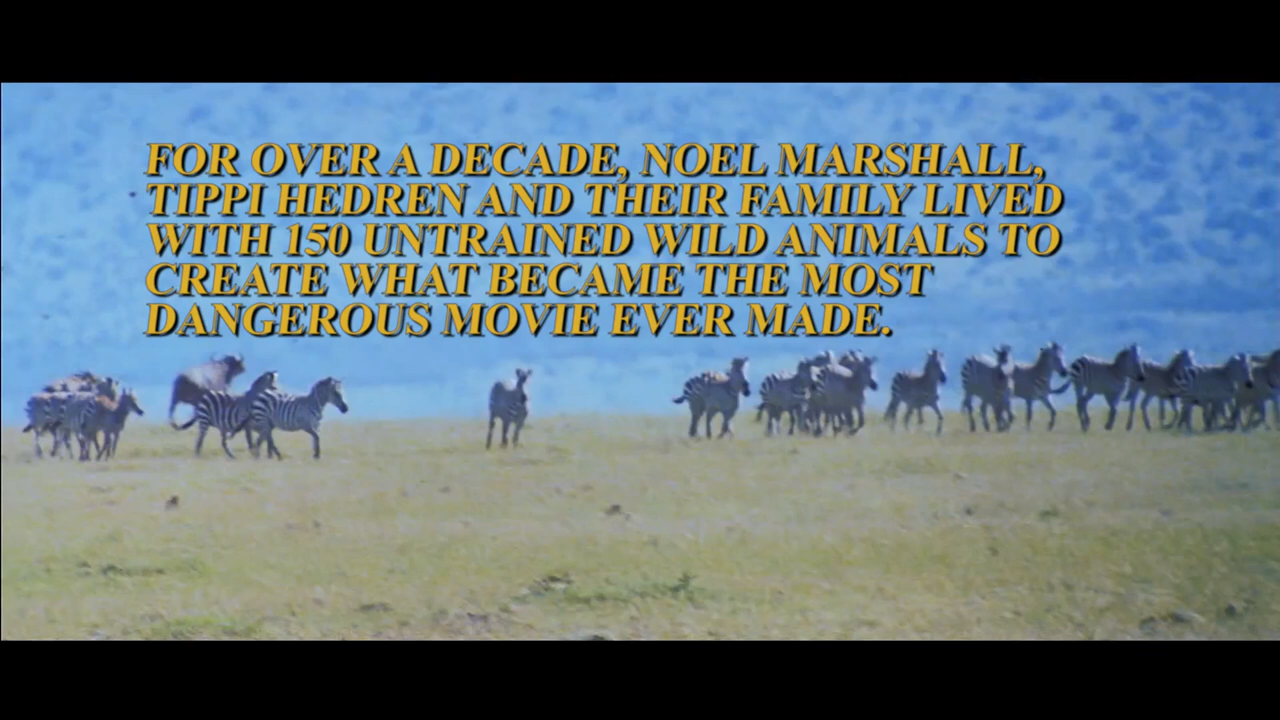 FOR OVER A DECADE, NOEL MARSHALL,
TIPPI HEDREN AND THEIR FAMILY LIVED
WITH 150 UNTRAINED WILD ANIMALS TO
CREATE WHAT BECAME THE MOST
DANGEROUS MOVIE EVER MADE.